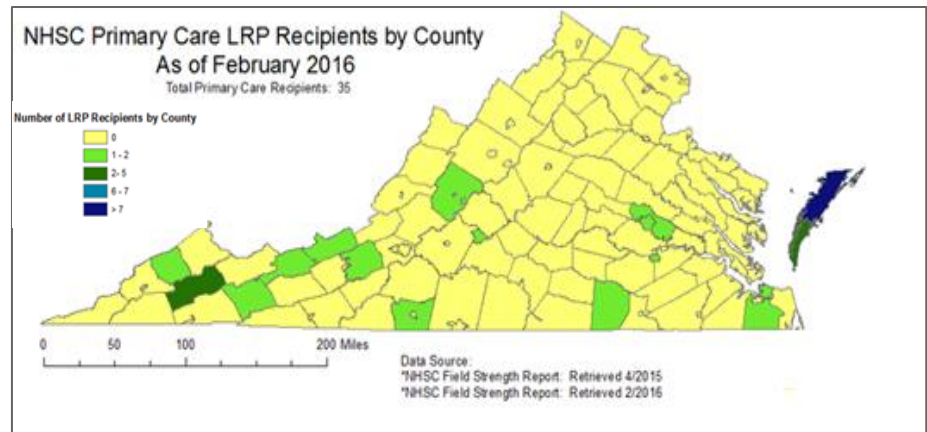 NHSC Primary Care LRP Recipients by County
As of February 2016
Total Primary Care Recipients: 35
Number of LRP Recipients by County
0
1 - 2
2- 5
6 - 7
> 7
0 50 100 200 Miles
Data Source:
*NHSC Field Strength Report: Retrieved 4/2015
*NHSC Field Strength Report: Retrieved 2/2016